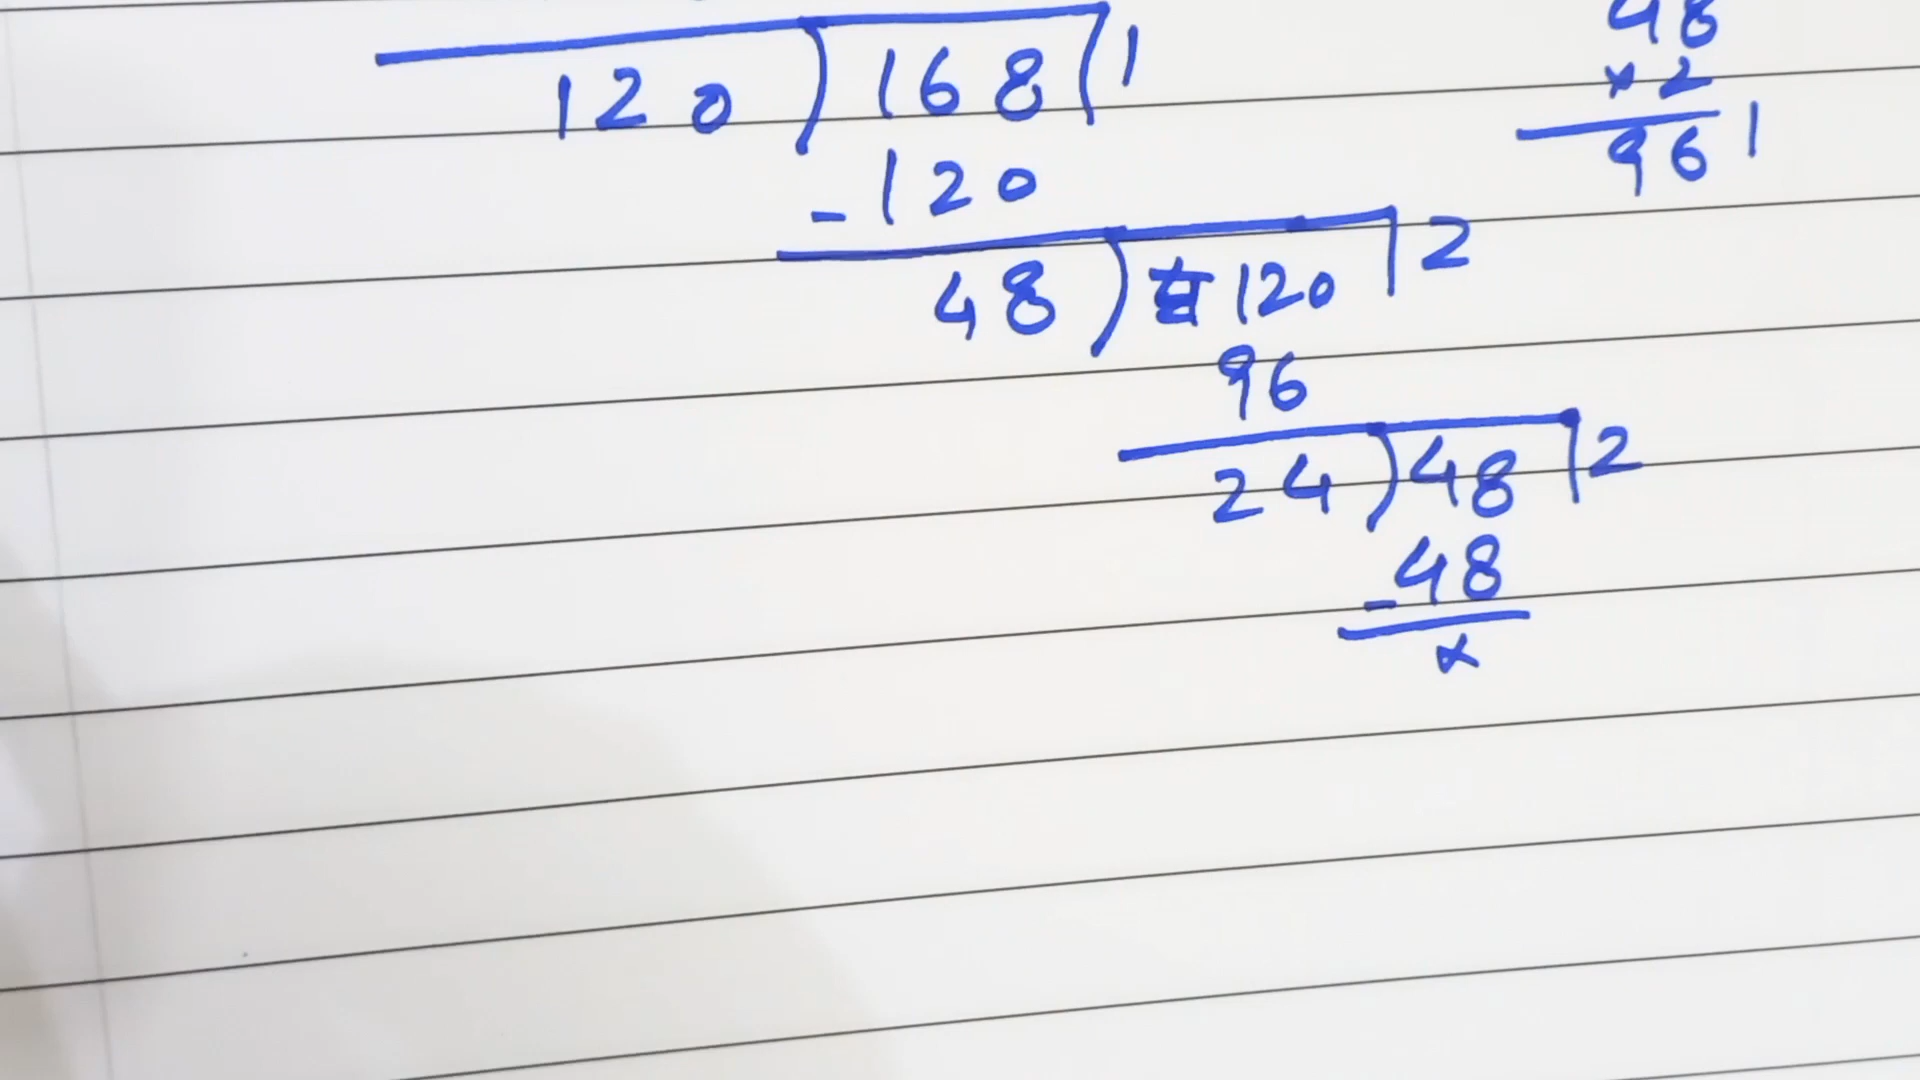 120 ) 168 ( 1
- 120
48 ) 120 ( 2
96
24 ) 48 ( 2
- 48
x
48
x 2
96 1